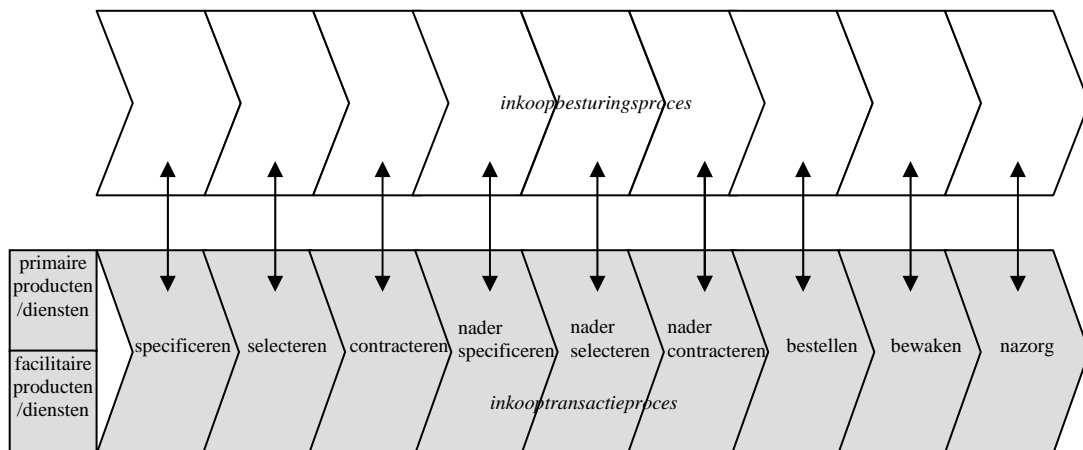 inkoopbesturingsproces
primaire
producten
/diensten
facilitaire
producten
/diensten
specificeren
selecteren
contracteren
nader
specificeren
nader
selecteren
nader
contracteren
bestellen
bewaken
nazorg
inkooptransactieproces